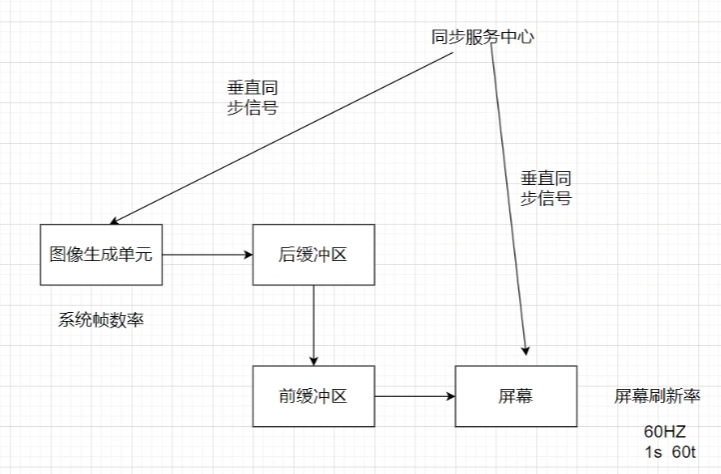 同步服务中心
垂直同
步信号
垂直同
步信号
图像生成单元
后缓冲区
系统帧数率
前缓冲区
屏幕
屏幕刷新率
60HZ
1s 60t